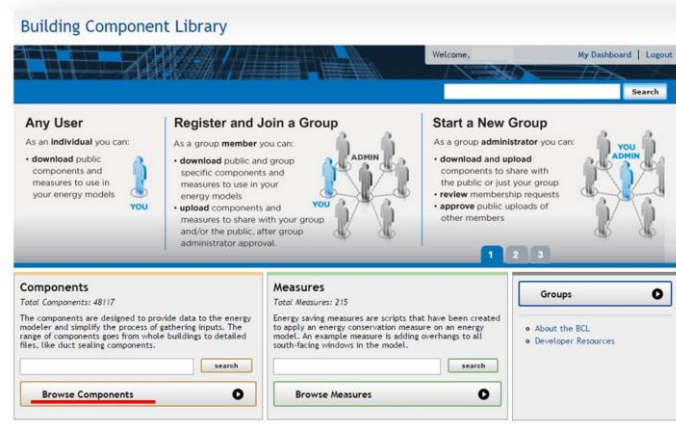 Building Component Library
Welcome,
My Dashboard | Logout
Search
Any User
As an individual you can:
• download public
components and
measures to use in
your energy models
YOU
Register and Join a Group
As a group member you can:
• download public and group
specific components and
measures to use in your
energy models
• upload components and
measures to share with your group
and/or the public, after group
administrator approval.
ADMIN
YOU
Start a New Group
As a group administrator you can:
• download and upload
components to share with
the public or just your group
• review membership requests
• approve public uploads of
other members
YOU
ADMIN
1 2 3
Components
Total Components: 48117
The components are designed to provide data to the energy
modeler and simplify the process of gathering inputs. The
range of components goes from whole buildings to detailed
files, like duct sealing components.
search
Browse Components
Measures
Total Measures: 215
Energy saving measures are scripts that have been created
to apply an energy conservation measure on an energy
model. An example measure is adding overhangs to all
south-facing windows in the model.
search
Browse Measures
Groups
About the BCL
Developer Resources